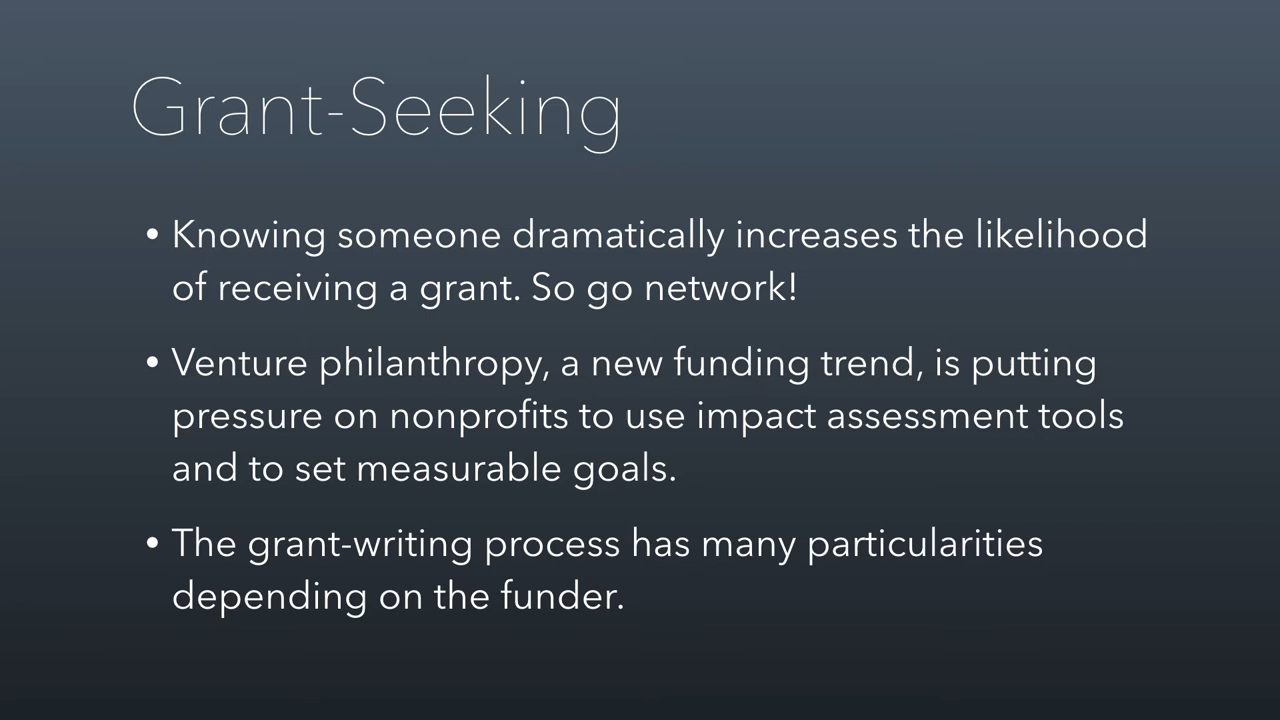 Grant-Seeking
• Knowing someone dramatically increases the likelihood
of receiving a grant. So go network!
• Venture philanthropy, a new funding trend, is putting
pressure on nonprofits to use impact assessment tools
and to set measurable goals.
• The grant-writing process has many particularities
depending on the funder.